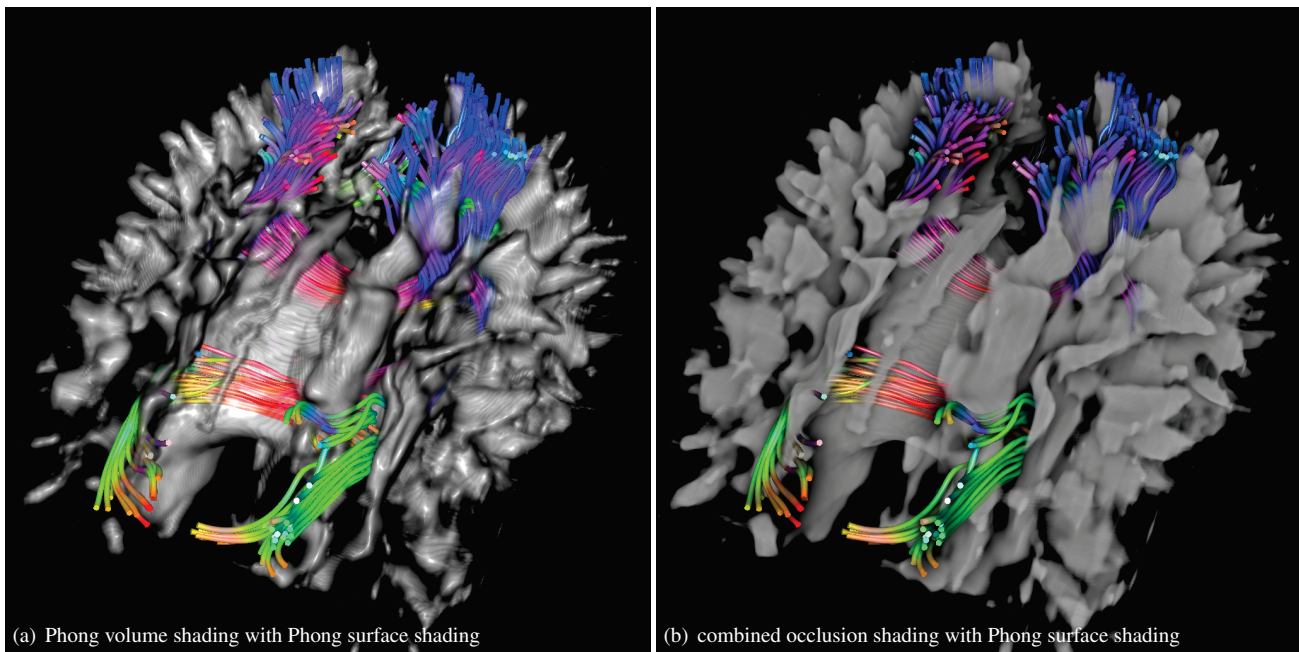 (a) Phong volume shading with Phong surface shading
(b) combined occlusion shading with Phong surface shading